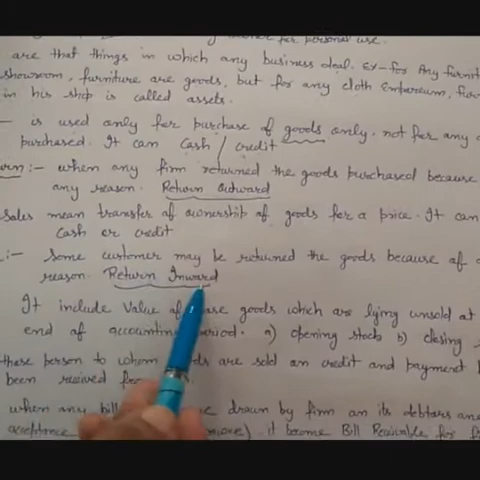 for personal use.
are that things in which any business deal. Ex-for Any
showroom, furniture are goods, but for any cloth Emporium,
in his shop is called assets.
- is used only for purchase of goods only, not for any
purchased. It can Cash / credit
:- when any firm returned the goods purchased because
any reason. Return Outward
Sales mean transfer of ownership of goods for a price. It can
Cash or credit
:- Some customer may be returned the goods because of
reason. Return Inward
It include Value of goods which are lying unsold at
end of accounting period. a) opening stock b) closing
these person to whom are sold on credit and payment
been received
when any bill drawn by firm on its debtors
acceptance it become Bill Receivable for